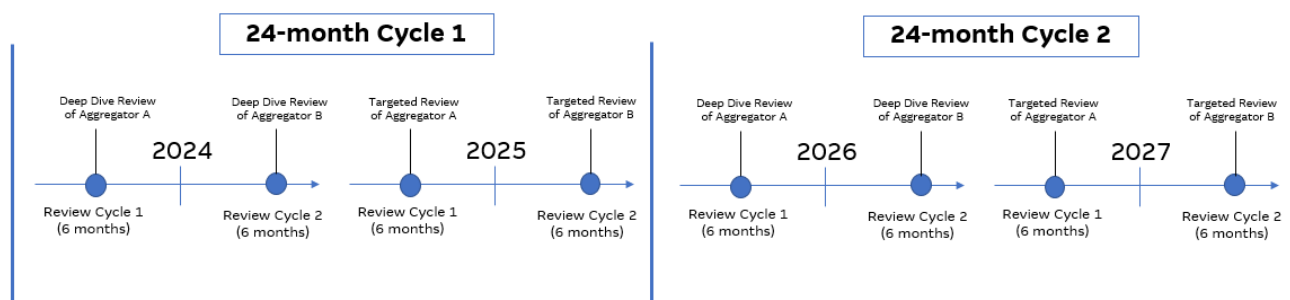 24-month Cycle 1
Deep Dive Review
of Aggregator A
Deep Dive Review
of Aggregator B
Targeted Review
of Aggregator A
Targeted Review
of Aggregator B
2024
2025
Review Cycle 1
(6 months)
Review Cycle 2
(6 months)
Review Cycle 1
(6 months)
Review Cycle 2
(6 months)
24-month Cycle 2
Deep Dive Review
of Aggregator A
Deep Dive Review
of Aggregator B
Targeted Review
of Aggregator A
Targeted Review
of Aggregator B
2026
2027
Review Cycle 1
(6 months)
Review Cycle 2
(6 months)
Review Cycle 1
(6 months)
Review Cycle 2
(6 months)